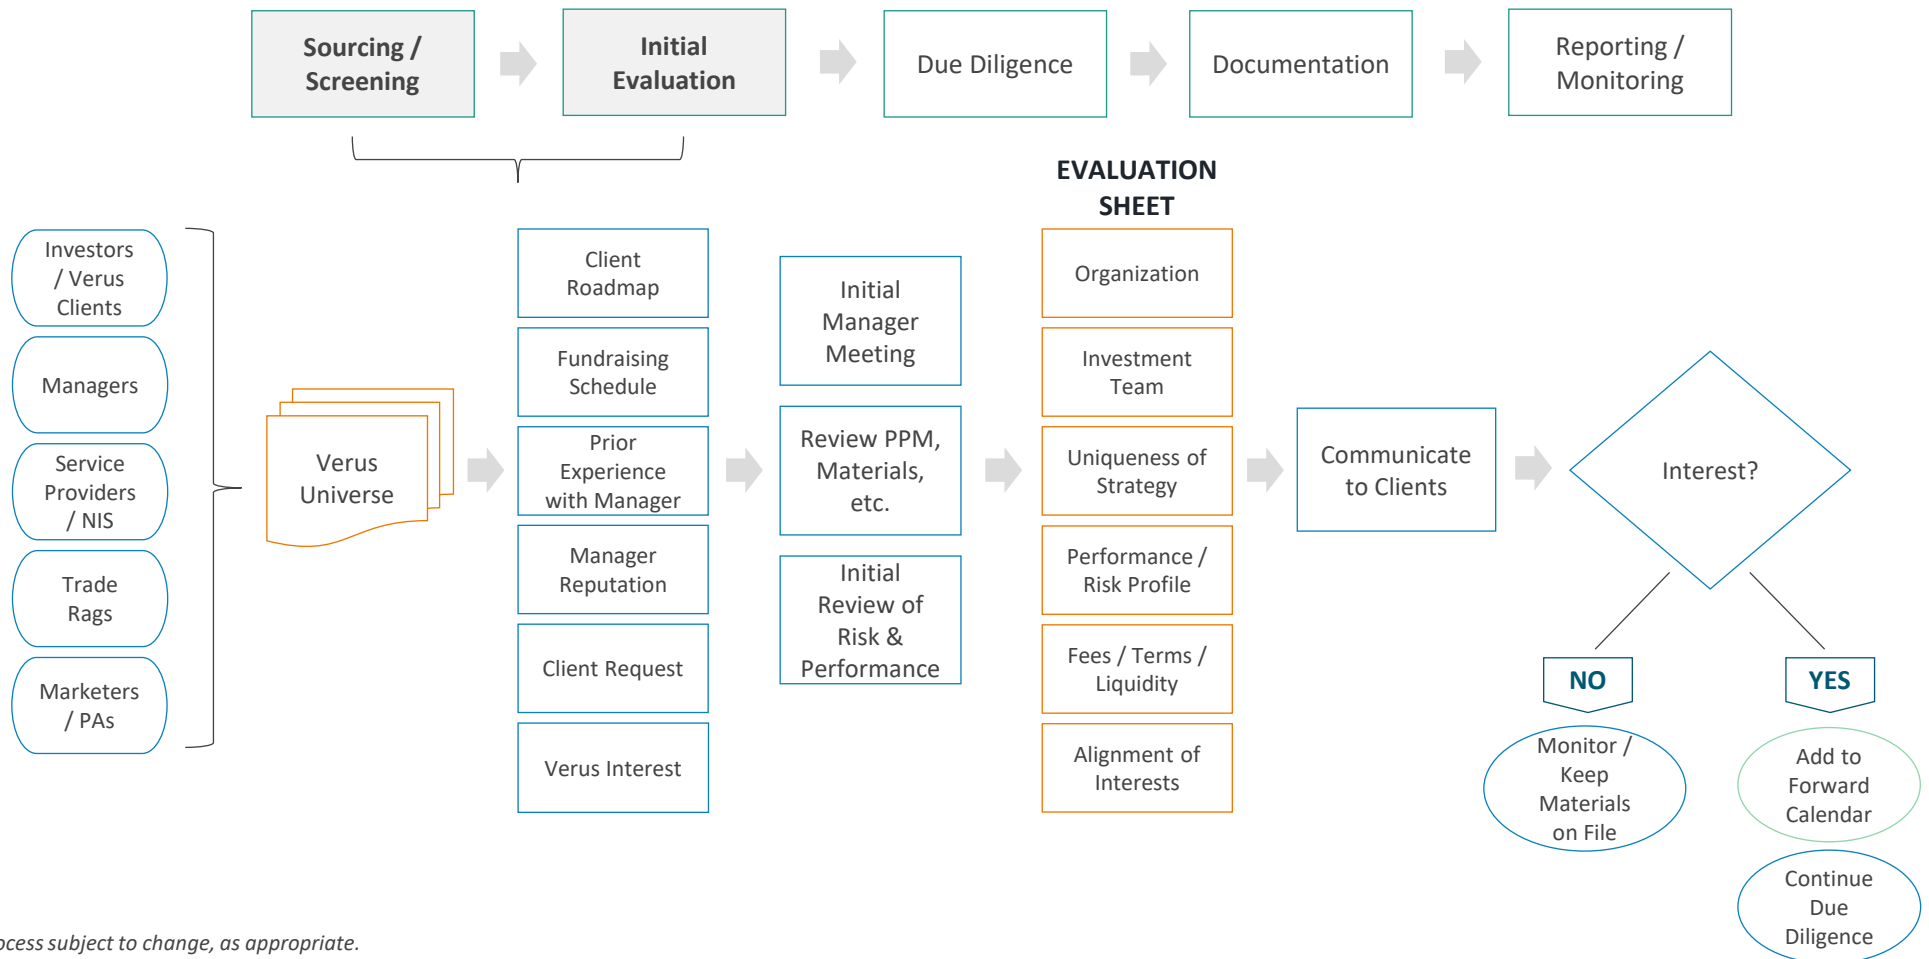 Sourcing /
Screening
Initial
Evaluation
Due Diligence
Documentation
Reporting /
Monitoring
EVALUATION
SHEET
Investors
/ Verus
Clients
Managers
Service
Providers
/ NIS
Trade
Rags
Marketers
/ PAs
Verus
Universe
Client
Roadmap
Fundraising
Schedule
Prior
Experience
with Manager
Manager
Reputation
Client Request
Verus Interest
Initial
Manager
Meeting
Review PPM,
Materials,
etc.
Initial
Review of
Risk &
Performance
Organization
Investment
Team
Uniqueness of
Strategy
Performance /
Risk Profile
Fees / Terms /
Liquidity
Alignment of
Interests
Communicate
to Clients
Interest?
NO
Monitor /
Keep
Materials
on File
YES
Add to
Forward
Calendar
Continue
Due
Diligence
ocess subject to change, as appropriate.